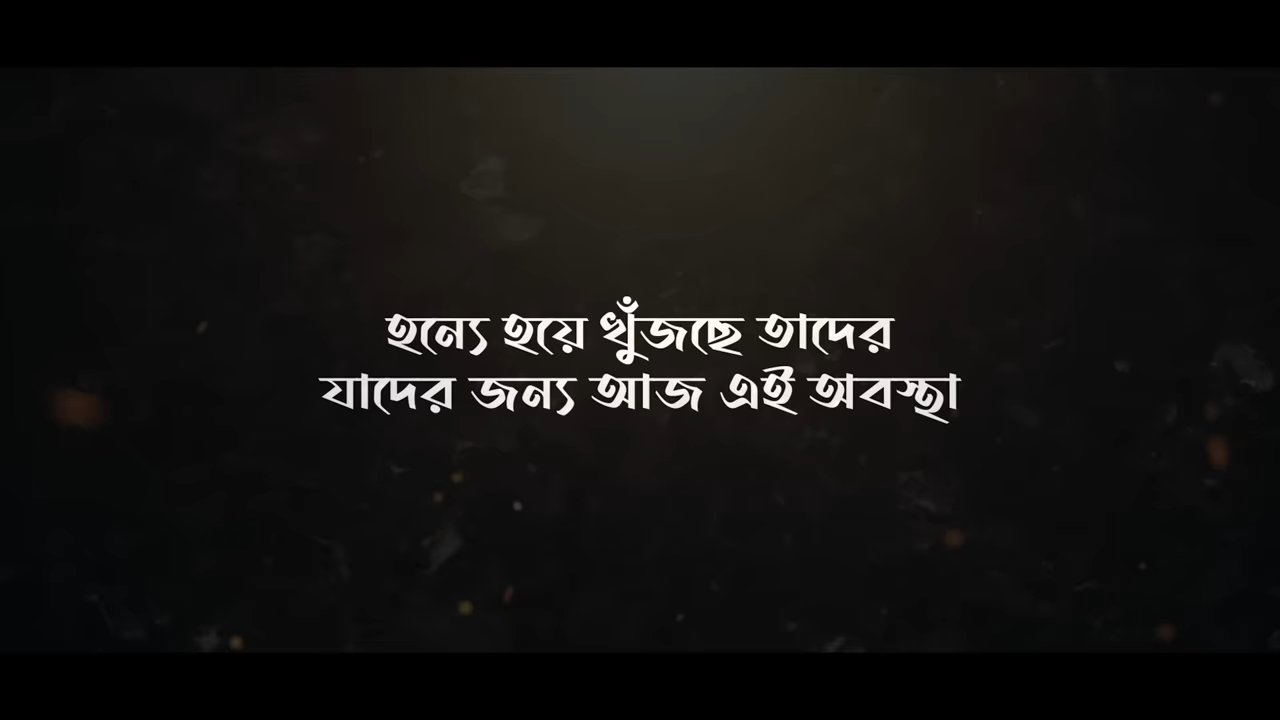 হন্যে হয়ে খুঁজছে তাদের
যাদের জন্য আজ এই অবস্থা